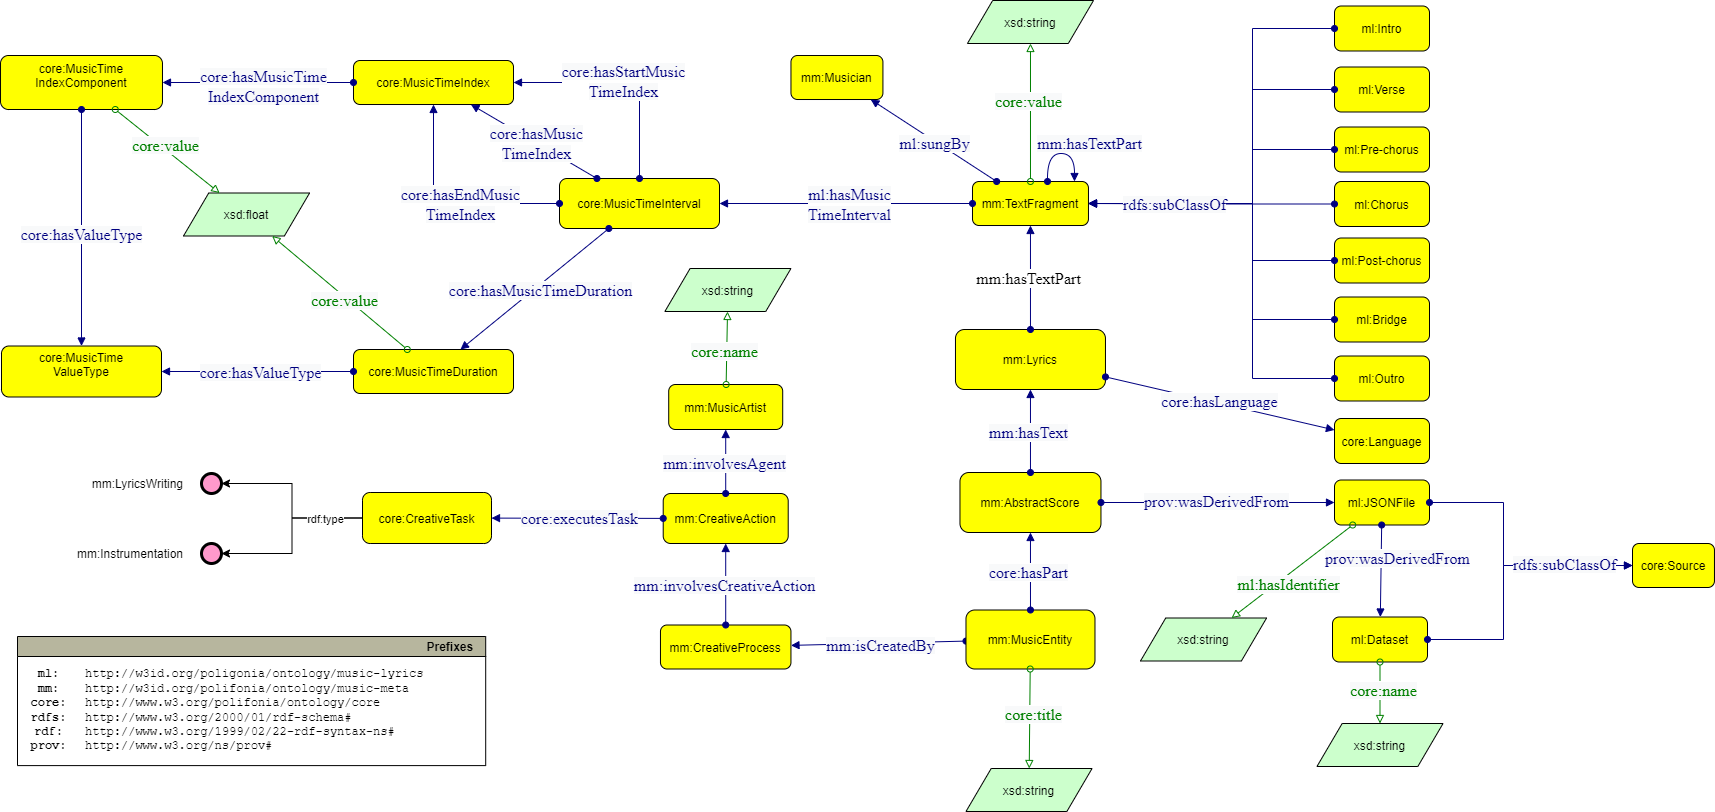 xsd:string
ml:Intro
core:MusicTime
IndexComponent
core:hasMusicTime
IndexComponent
core:MusicTimeIndex
core:hasStartMusic
TimeIndex
mm:Musician
core:value
ml:Verse
core:value
core:hasMusic
TimeIndex
ml:sungBy
mm:hasTextPart
ml:Pre-chorus
core:hasEndMusic
TimeIndex
core:MusicTimeInterval
ml:hasMusic
TimeInterval
mm:TextFragment
rdfs:subClassOf
ml:Chorus
xsd:float
core:hasValueType
ml:Post-chorus
core:value
core:hasMusicTimeDuration
xsd:string
mm:hasTextPart
ml:Bridge
core:MusicTime
ValueType
core:hasValueType
core:MusicTimeDuration
core:name
mm:Lyrics
ml:Outro
mm:MusicArtist
core:hasLanguage
mm:hasText
core:Language
mm:involvesAgent
mm:LyricsWriting
rdf:type
core:CreativeTask
core:executesTask
mm:CreativeAction
mm:AbstractScore
prov:wasDerivedFrom
ml:JSONFile
mm:Instrumentation
mm:involvesCreativeAction
core:hasPart
ml:hasIdentifier
prov:wasDerivedFrom
rdfs:subClassOf
core:Source
mm:CreativeProcess
mm:isCreatedBy
mm:MusicEntity
xsd:string
ml:Dataset
core:title
core:name
xsd:string
xsd:string
Prefixes
ml: http://w3id.org/poligonia/ontology/music-lyrics
mm: http://w3id.org/polifonia/ontology/music-meta
core: http://www.w3.org/polifonia/ontology/core
rdfs: http://www.w3.org/2000/01/rdf-schema#
rdf: http://www.w3.org/1999/02/22-rdf-syntax-ns#
prov: http://www.w3.org/ns/prov#